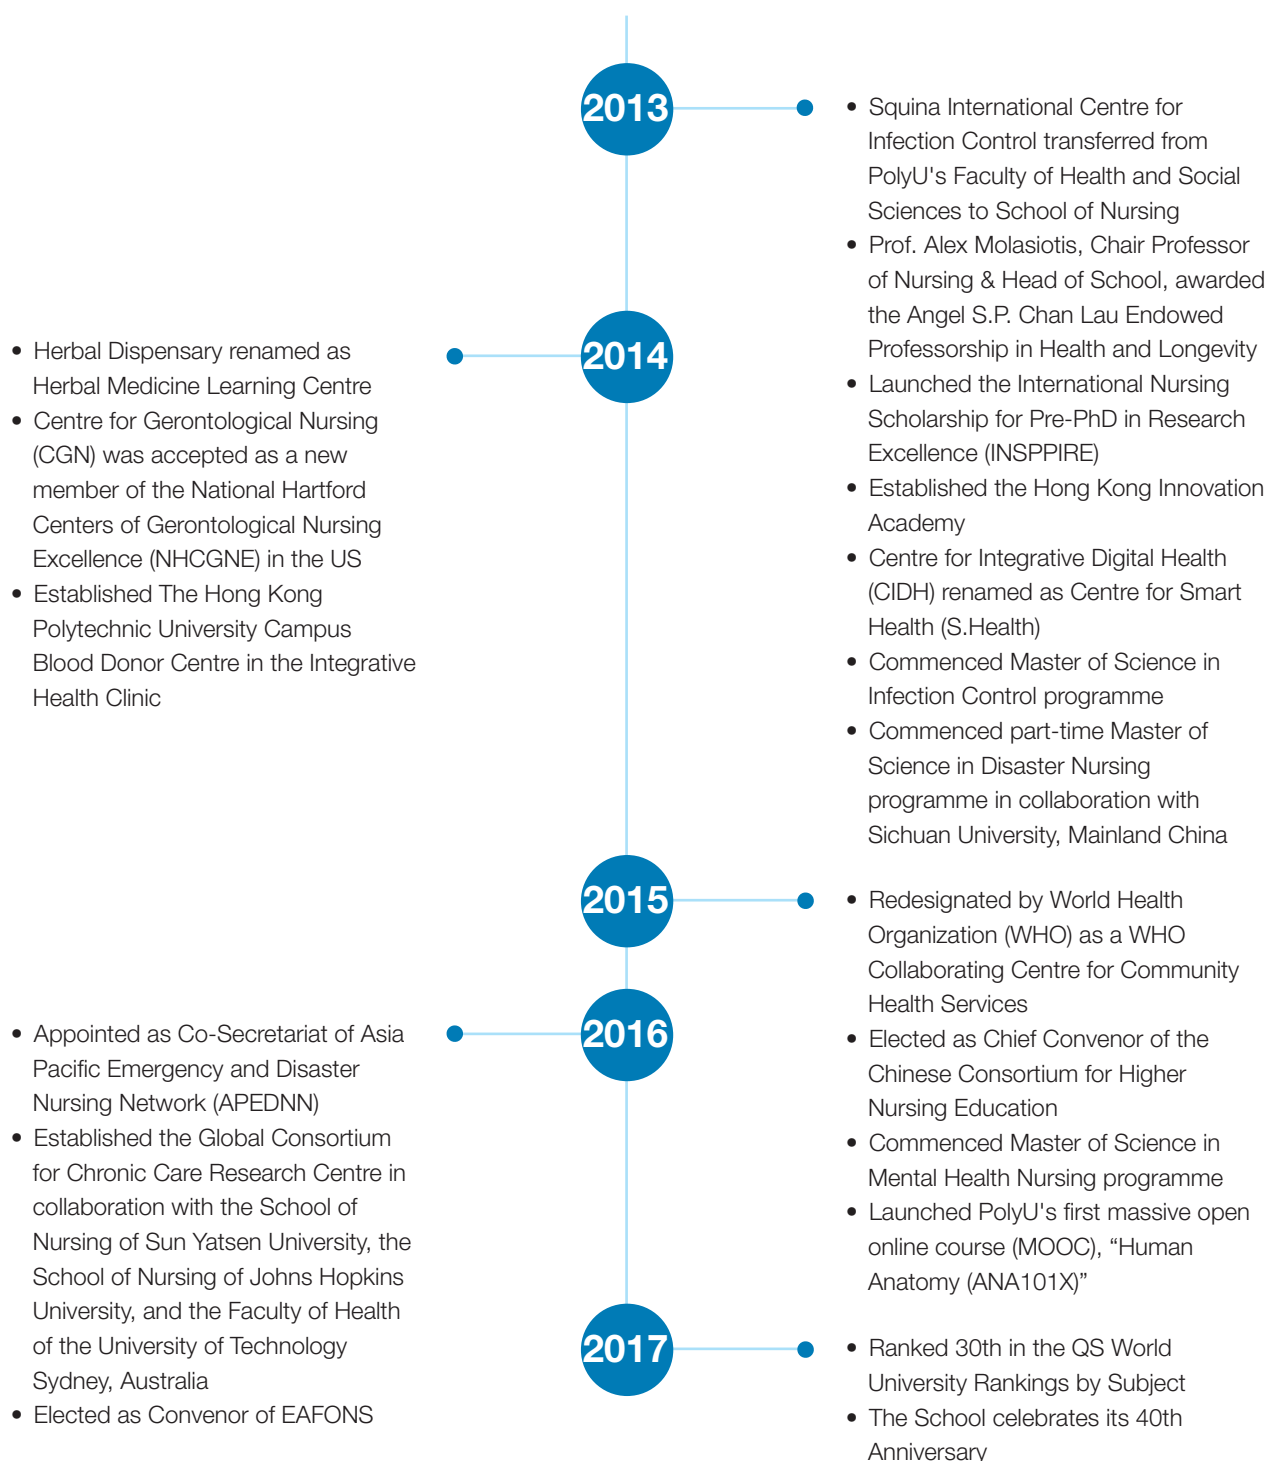 2013
• Squina International Centre for
Infection Control transferred from
PolyU's Faculty of Health and Social
Sciences to School of Nursing
• Prof. Alex Molasiotis, Chair Professor
of Nursing & Head of School, awarded
the Angel S.P. Chan Lau Endowed
Professorship in Health and Longevity
• Launched the International Nursing
Scholarship for Pre-PhD in Research
Excellence (INSPPIRE)
• Established the Hong Kong Innovation
Academy
• Centre for Integrative Digital Health
(CIDH) renamed as Centre for Smart
Health (S.Health)
• Commenced Master of Science in
Infection Control programme
• Commenced part-time Master of
Science in Disaster Nursing
programme in collaboration with
Sichuan University, Mainland China
2014
• Herbal Dispensary renamed as
Herbal Medicine Learning Centre
• Centre for Gerontological Nursing
(CGN) was accepted as a new
member of the National Hartford
Centers of Gerontological Nursing
Excellence (NHCGNE) in the US
• Established The Hong Kong
Polytechnic University Campus
Blood Donor Centre in the Integrative
Health Clinic
2015
• Redesignated by World Health
Organization (WHO) as a WHO
Collaborating Centre for Community
Health Services
• Elected as Chief Convenor of the
Chinese Consortium for Higher
Nursing Education
• Commenced Master of Science in
Mental Health Nursing programme
• Launched PolyU's first massive open
online course (MOOC), “Human
Anatomy (ANA101X)”
2016
• Appointed as Co-Secretariat of Asia
Pacific Emergency and Disaster
Nursing Network (APEDNN)
• Established the Global Consortium
for Chronic Care Research Centre in
collaboration with the School of
Nursing of Sun Yatsen University, the
School of Nursing of Johns Hopkins
University, and the Faculty of Health
of the University of Technology
Sydney, Australia
• Elected as Convenor of EAFONS
2017
• Ranked 30th in the QS World
University Rankings by Subject
• The School celebrates its 40th
Anniversary